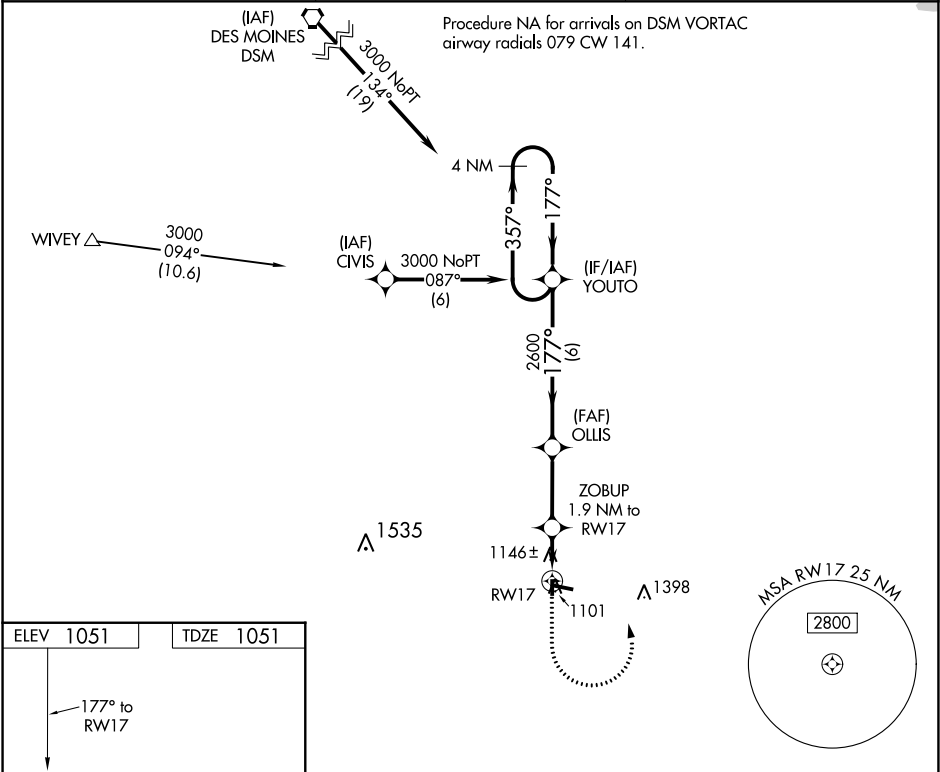 (IAF)
DES MOINES
DSM
Procedure NA for arrivals on DSM VORTAC
airway radials 079 CW 141.
3000 NoPT
134°
(19)
4 NM
357°
177°
WIVEY
3000
094°
(10.6)
(IAF)
CIVIS
3000 NoPT
087°
(6)
(IF/IAF)
YOUTO
2600
177°
(6)
(FAF)
OLLIS
ZOBUP
1.9 NM to
RW17
1535
1146±
RW17
1101
1398
MSA RW17 25 NM
2800
ELEV 1051
TDZE 1051
177° to
RW17